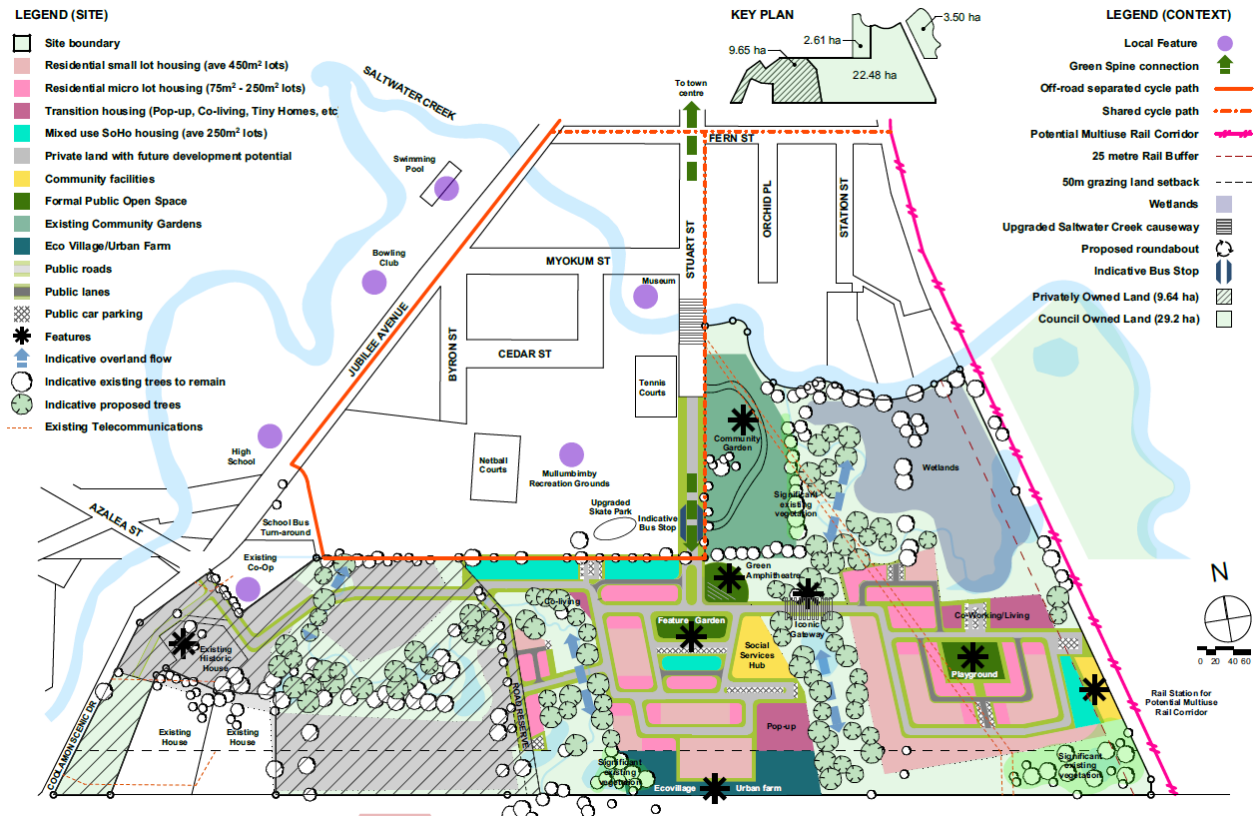 LEGEND (SITE)
Site boundary
Residential small lot housing (ave 450m² lots)
Residential micro lot housing (75m² - 250m² lots)
Transition housing (Pop-up, Co-living, Tiny Homes, etc
Mixed use SoHo housing (ave 250m² lots)
Private land with future development potential
Community facilities
Formal Public Open Space
Existing Community Gardens
Eco Village/Urban Farm
Public roads
Public lanes
Public car parking
Features
Indicative overland flow
Indicative existing trees to remain
Indicative proposed trees
Existing Telecommunications
KEY PLAN
3.50 ha
2.61 ha
9.65 ha
22.48 ha
LEGEND (CONTEXT)
Local Feature
Green Spine connection
Off-road separated cycle path
Shared cycle path
Potential Multiuse Rail Corridor
25 metre Rail Buffer
50m grazing land setback
Wetlands
Upgraded Saltwater Creek causeway
Proposed roundabout
Indicative Bus Stop
Privately Owned Land (9.64 ha)
Council Owned Land (29.2 ha)
SALTWATER CREEK
To town
centre
FERN ST
Swimming
Pool
STUART ST
ORCHID PL
STATION ST
Bowling
Club
MYOKUM ST
Museum
JUBILEE AVENUE
BYRON ST
CEDAR ST
Tennis
Courts
High
School
Netball
Courts
Mullumbimby
Recreation Grounds
Community
Garden
Wetlands
Significant
existing
vegetation
Upgraded
Skate Park
Indicative
Bus Stop
AZALEA ST
School Bus
Turn-around
Existing
Co-Op
Green
Amphitheatre
N
0 20 40 60
Co-living
Feature Garden
Iconic
Gateway
Co-Working/Living
Existing
Historic
House
Social
Services
Hub
Playground
ROAD RESERVE
Rail Station for
Potential Multiuse
Rail Corridor
COOLAMON SCENIC DR
Existing
House
Existing
House
Pop-up
Significant
existing
vegetation
Significant
existing
vegetation
Ecovillage
Urban farm